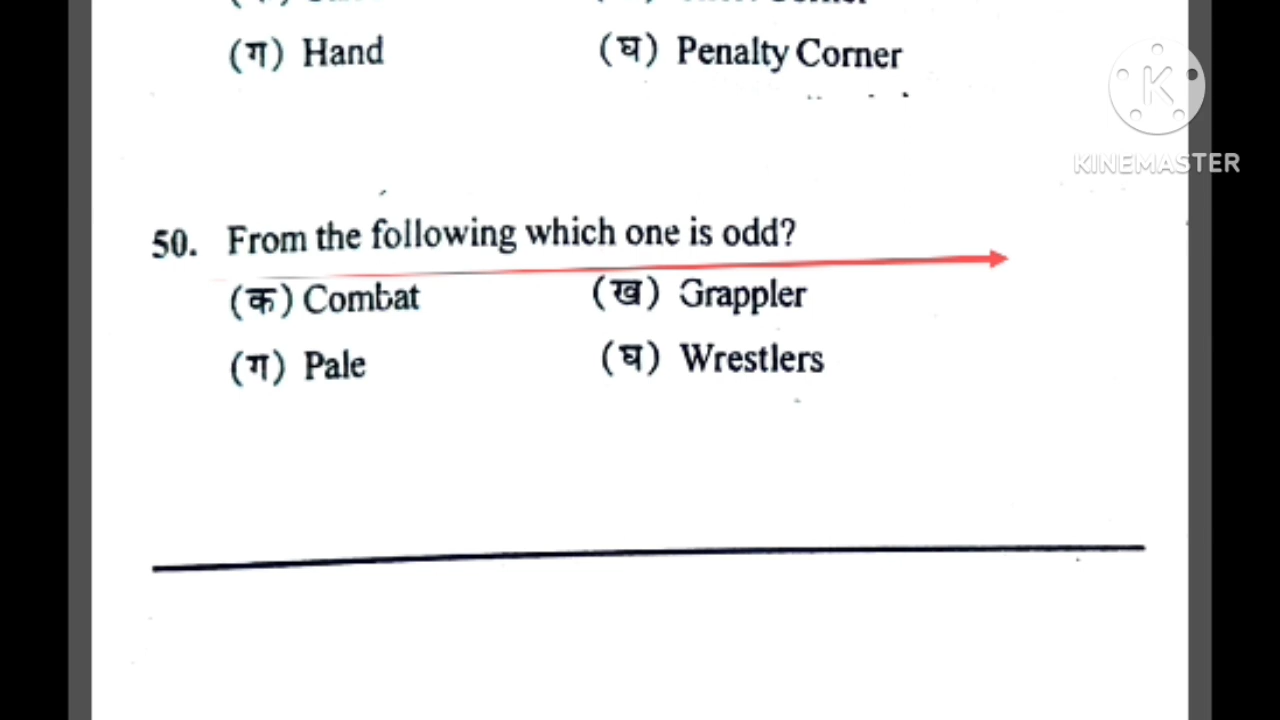 (ग) Hand (घ) Penalty Corner
K
KINEMASTER
50. From the following which one is odd?
(क) Combat (ख) Grappler
(ग) Pale (घ) Wrestlers